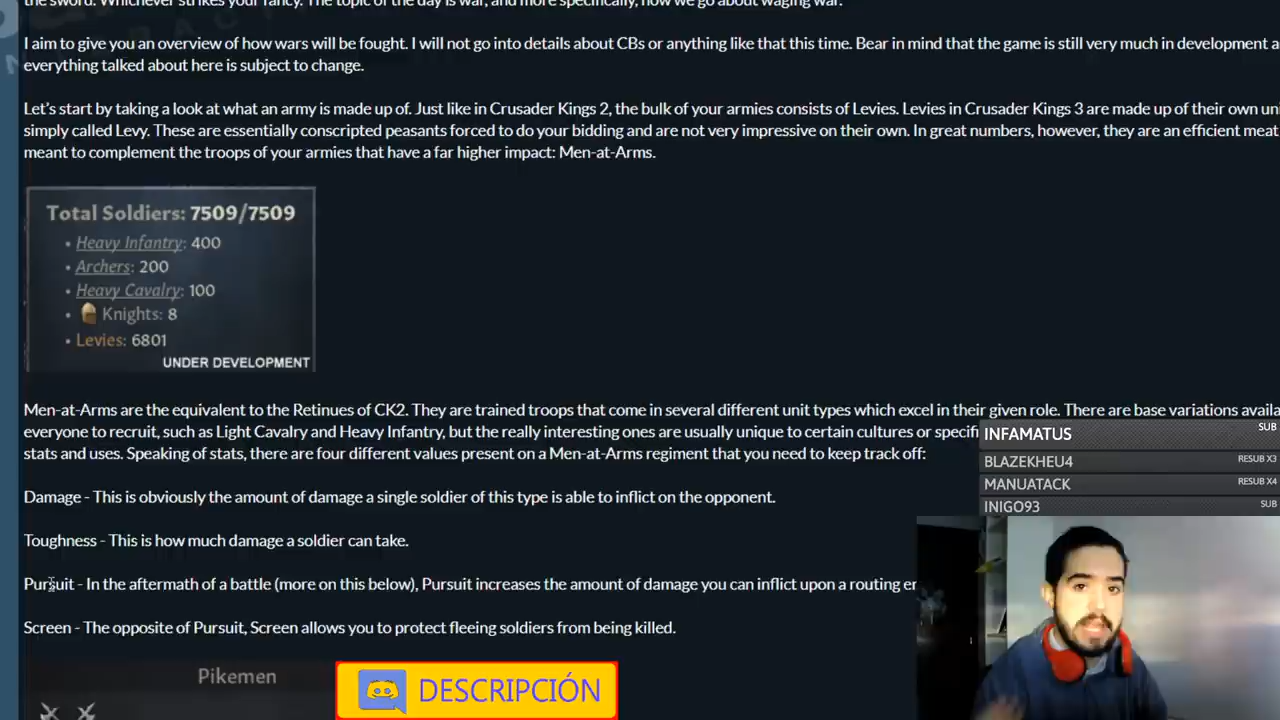 the sword. Whichever strikes your fancy. The topic of the day is war, and more specifically, how we go about waging war.
I aim to give you an overview of how wars will be fought. I will not go into details about CBs or anything like that this time. Bear in mind that the game is still very much in development a
everything talked about here is subject to change.
Let's start by taking a look at what an army is made up of. Just like in Crusader Kings 2, the bulk of your armies consists of Levies. Levies in Crusader Kings 3 are made up of their own un
simply called Levy. These are essentially conscripted peasants forced to do your bidding and are not very impressive on their own. In great numbers, however, they are an efficient meat
meant to complement the troops of your armies that have a far higher impact: Men-at-Arms.
Total Soldiers: 7509/7509
• Heavy Infantry: 400
• Archers: 200
• Heavy Cavalry: 100
• Knights: 8
• Levies: 6801
UNDER DEVELOPMENT
Men-at-Arms are the equivalent to the Retinues of CK2. They are trained troops that come in several different unit types which excel in their given role. There are base variations availa
everyone to recruit, such as Light Cavalry and Heavy Infantry, but the really interesting ones are usually unique to certain cultures or specifi
stats and uses. Speaking of stats, there are four different values present on a Men-at-Arms regiment that you need to keep track off:
Damage - This is obviously the amount of damage a single soldier of this type is able to inflict on the opponent.
Toughness - This is how much damage a soldier can take.
Pursuit - In the aftermath of a battle (more on this below), Pursuit increases the amount of damage you can inflict upon a routing en
Screen - The opposite of Pursuit, Screen allows you to protect fleeing soldiers from being killed.
Pikemen
INFAMATUS SUB
BLAZEKHEU4 RESUB X3
MANUATACK RESUB X4
INIGO93 SUB
DESCRIPCIÓN